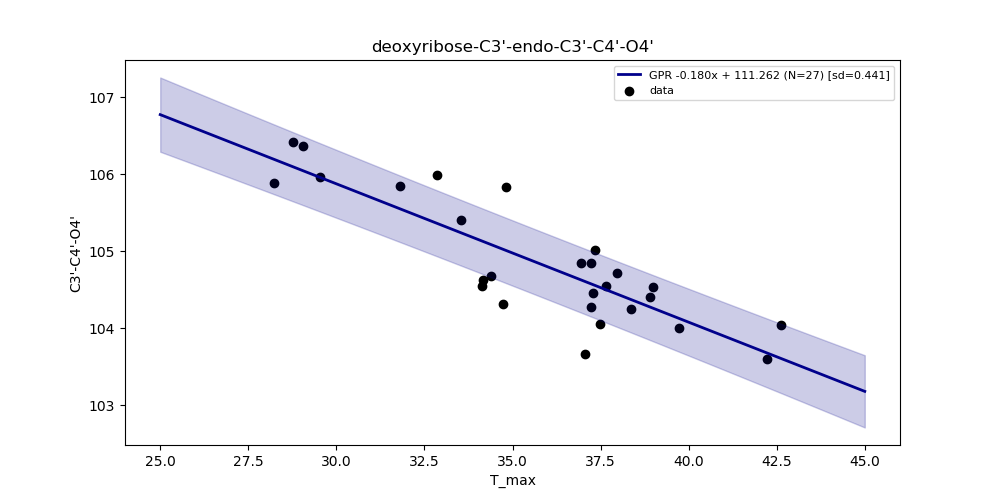 deoxyribose-C3'-endo-C3'-C4'-O4'
GPR -0.180x + 111.262 (N=27) [sd=0.441]
data
C3'-C4'-O4'
107
106
105
104
103
25.0 27.5 30.0 32.5 35.0 37.5 40.0 42.5 45.0
T_max